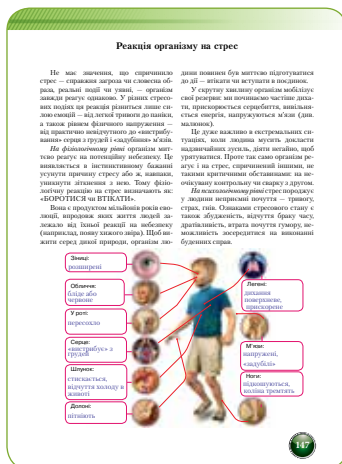 Реакція організму на стрес
Не має значення, що спричинило
стрес – справжня загроза чи словесна об-
раза, реальні події чи уявні, – організм
завжди реагує однаково. У різних стресо-
вих подіях ця реакція різниться лише си-
лою емоцій – від легкої тривоги до паніки,
а також рівнем фізичного напруження –
від практично невідчутного до «вистрибу-
вання» серця з грудей і «задубіння» м'язів.
На фізіологічному рівні організм мит-
тєво реагує на потенційну небезпеку. Це
виявляється в інстинктивному бажанні
усунути причину стресу або ж, навпаки,
уникнути зіткнення з нею. Тому фізіо-
логічну реакцію на стрес визначають як:
«БОРОТИСЯ чи ВТІКАТИ».
Вона є продуктом мільйонів років ево-
люції, впродовж яких життя людей за-
лежало від їхньої реакції на небезпеку
(наприклад, появу хижого звіра). Щоб ви-
жити серед дикої природи, організм лю-
дини повинен був миттєво підготуватися
до дії – втікати чи вступати в поєдинок.
У скрутну хвилину організм мобілізує
свої резерви: ми починаємо частіше диха-
ти, прискорюється серцебиття, вивільня-
ється енергія, напружуються м'язи (див.
малюнок).
Це дуже важливо в екстремальних си-
туаціях, коли людина мусить докласти
надзвичайних зусиль, діяти негайно, щоб
урятуватися. Проте так само організм ре-
агує і на стрес, спричинений іншими, не
такими критичними обставинами: на не-
очікувану контрольну чи сварку з другом.
На психологічному рівні стрес породжує
у людини неприємні почуття – тривогу,
страх, гнів. Ознаками стресового стану є
також збудженість, відчуття браку часу,
дратівливість, втрата почуття гумору, не-
можливість зосередитися на виконанні
буденних справ.
Зіниці:
розширені
Обличчя:
бліде або
червоне
У роті:
пересохло
Серце:
«вистрибує» з
грудей
Шлунок:
стискається,
відчуття холоду в
животі
Долоні:
пітніють
Легені:
дихання
поверхневе,
прискорене
М'язи:
напружені,
«задубілі»
Ноги:
підкошуються,
коліна тремтять
147